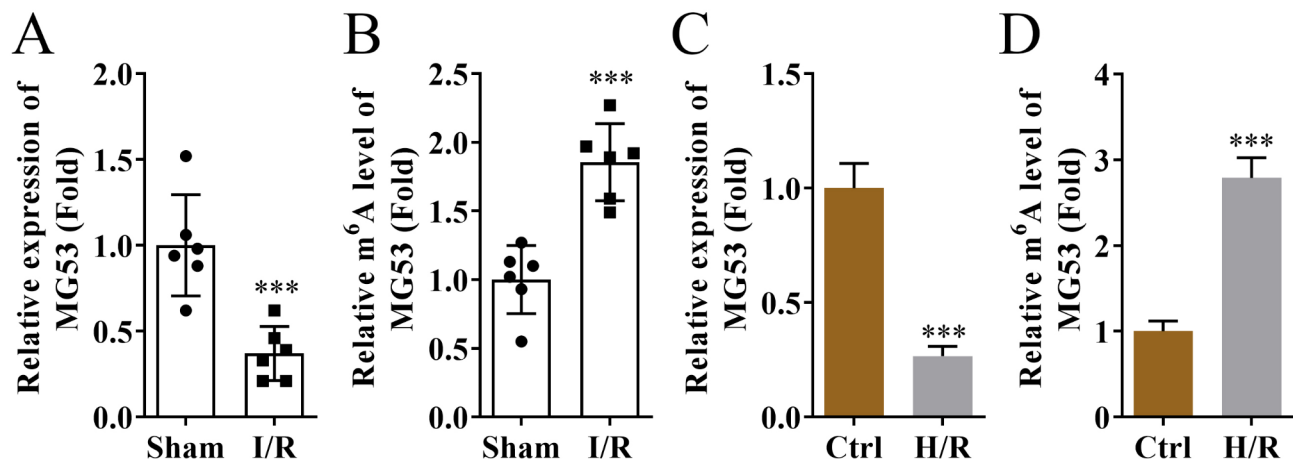 A
Relative expression of
MG53 (Fold)
2.0
1.5
1.0
0.5
0.0
***
Sham I/R
B
Relative m⁶A level of
MG53 (Fold)
2.5
2.0
1.5
1.0
0.5
0.0
***
Sham I/R
C
Relative expression of
MG53 (Fold)
1.5
1.0
0.5
0.0
***
Ctrl H/R
D
Relative m⁶A level of
MG53 (Fold)
4
3
2
1
0
***
Ctrl H/R